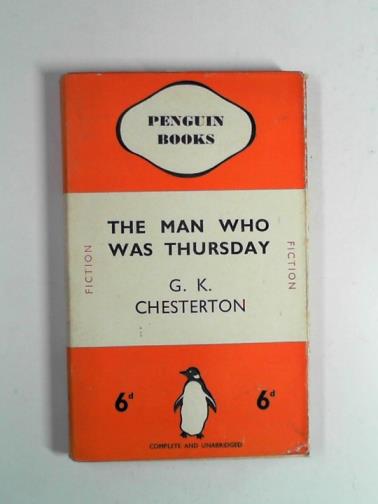 PENGUIN
BOOKS
THE MAN WHO
WAS THURSDAY
FICTION
FICTION
G. K.
CHESTERTON
6d
6d
COMPLETE AND UNABRIDGED